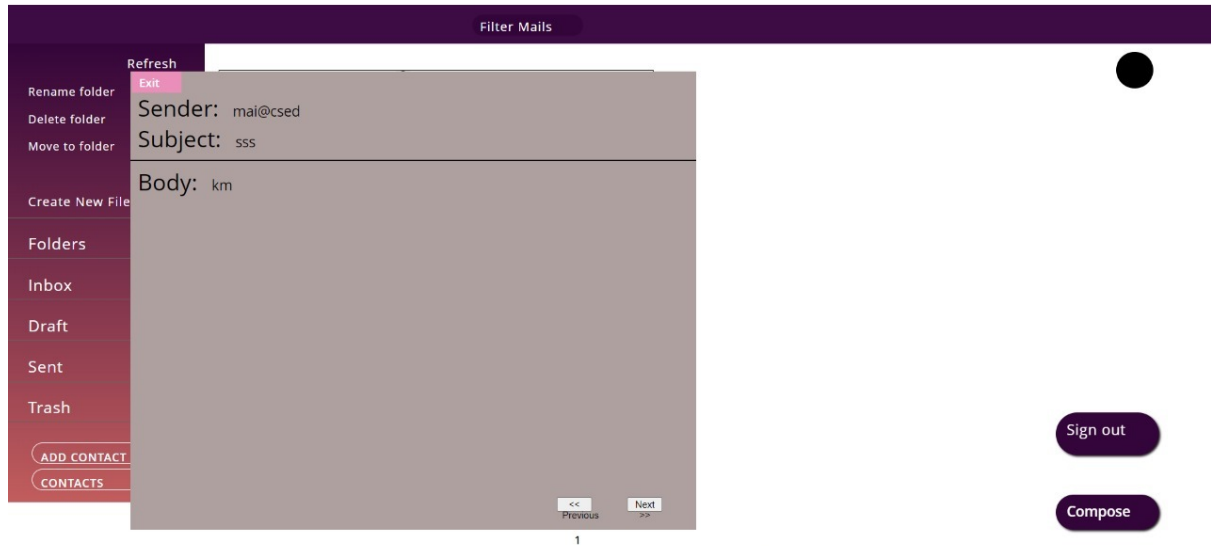 Filter Mails
Refresh
Rename folder
Delete folder
Move to folder
Create New File
Folders
Inbox
Draft
Sent
Trash
ADD CONTACT
CONTACTS
Exit
Sender: mai@csed
Subject: sss
Body: km
<< Previous
Next >>
1
Sign out
Compose